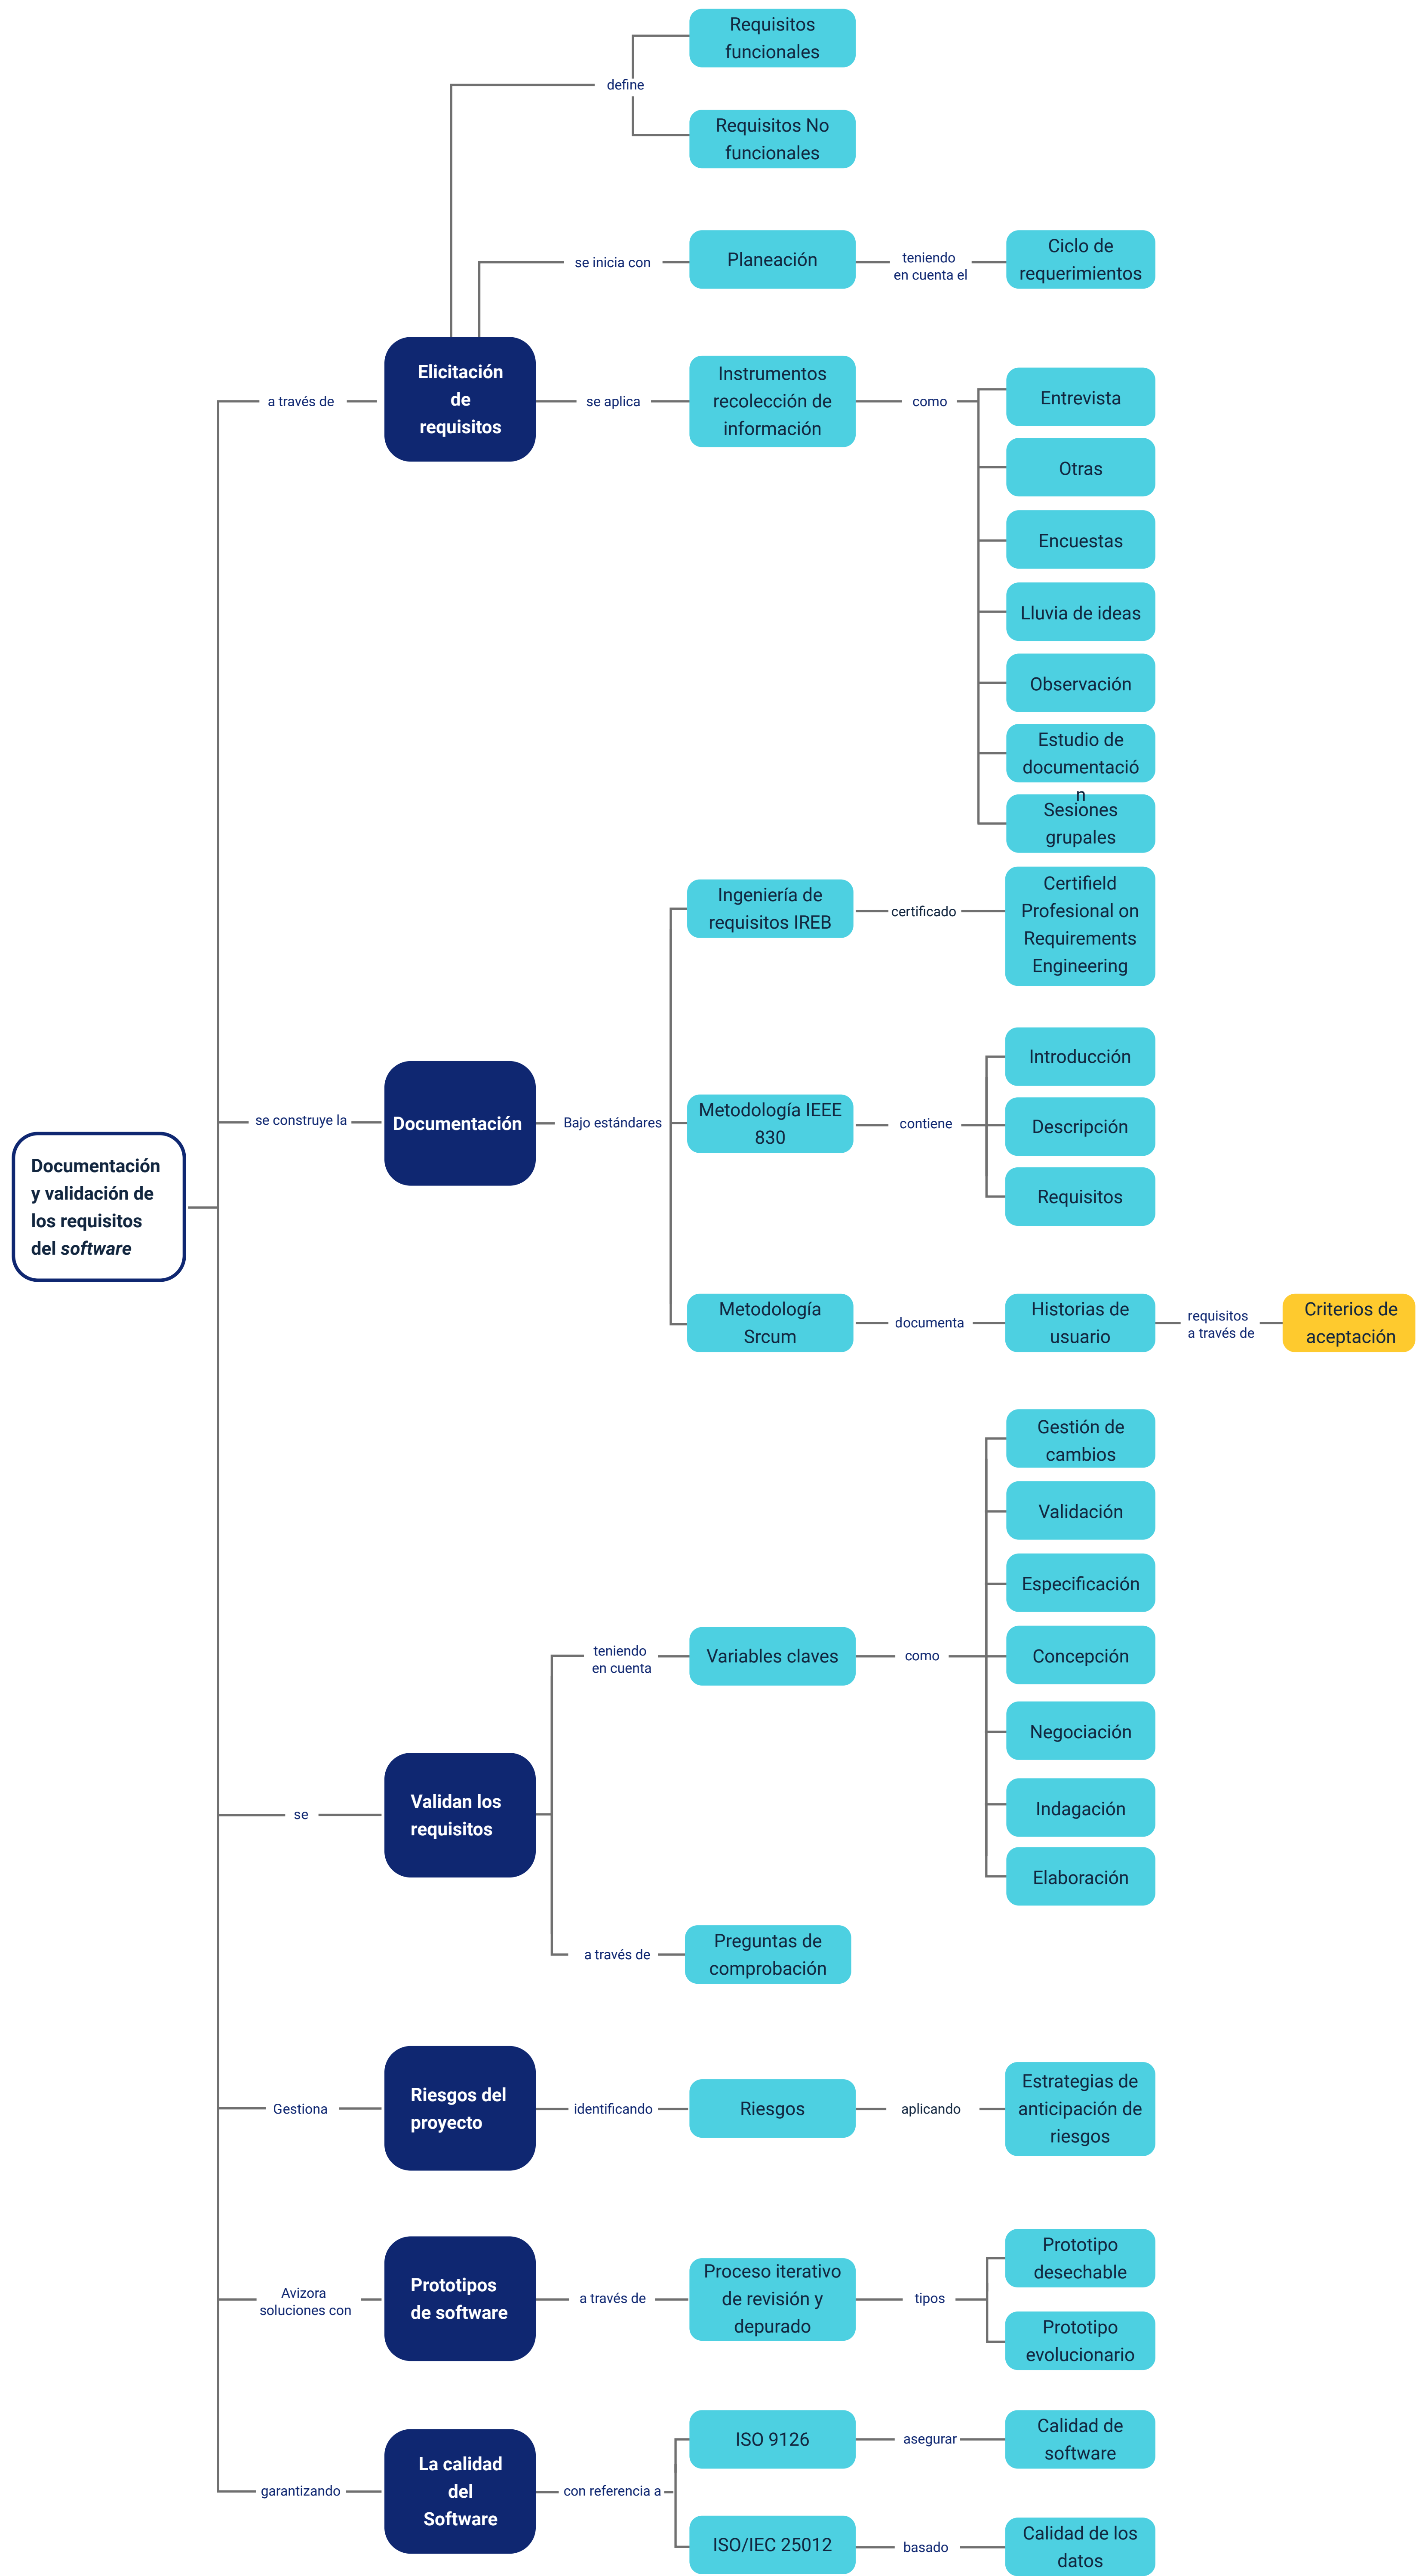 Requisitos
funcionales
define
Requisitos No
funcionales
se inicia con
Planeación
teniendo
en cuenta el
Ciclo de
requerimientos
a través de
Elicitación
de
requisitos
se aplica
Instrumentos
recolección de
información
como
Entrevista
Otras
Encuestas
Lluvia de ideas
Observación
Estudio de
documentació
n
Sesiones
grupales
Documentación
y validación de
los requisitos
del software
se construye la
Documentación
Bajo estándares
Ingeniería de
requisitos IREB
certificado
Certifield
Profesional on
Requirements
Engineering
Metodología IEEE
830
contiene
Introducción
Descripción
Requisitos
Metodología
Srcum
documenta
Historias de
usuario
requisitos
a través de
Criterios de
aceptación
se
Validan los
requisitos
teniendo
en cuenta
Variables claves
como
Gestión de
cambios
Validación
Especificación
Concepción
Negociación
Indagación
Elaboración
a través de
Preguntas de
comprobación
Gestiona
Riesgos del
proyecto
identificando
Riesgos
aplicando
Estrategias de
anticipación de
riesgos
Avizora
soluciones con
Prototipos
de software
a través de
Proceso iterativo
de revisión y
depurado
tipos
Prototipo
desechable
Prototipo
evolucionario
garantizando
La calidad
del
Software
con referencia a
ISO 9126
asegurar
Calidad de
software
ISO/IEC 25012
basado
Calidad de los
datos